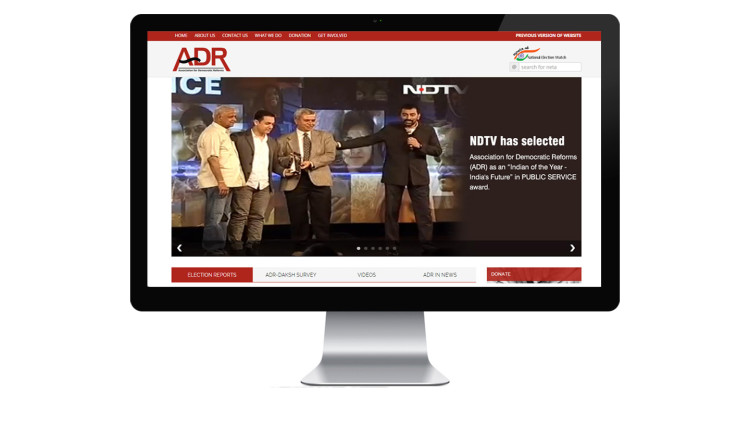 HOME ABOUT US CONTACT US WHAT WE DO DONATION GET INVOLVED PREVIOUS VERSION OF WEBSITE
ADR
Association for Democratic Reforms
National Election Watch
search for neta
ICE
NDTV
NDTV has selected
Association for Democratic Reforms
(ADR) as an "Indian of the Year -
India's Future" in PUBLIC SERVICE
award.
ELECTION REPORTS ADR-DAKSH SURVEY VIDEOS ADR IN NEWS DONATE